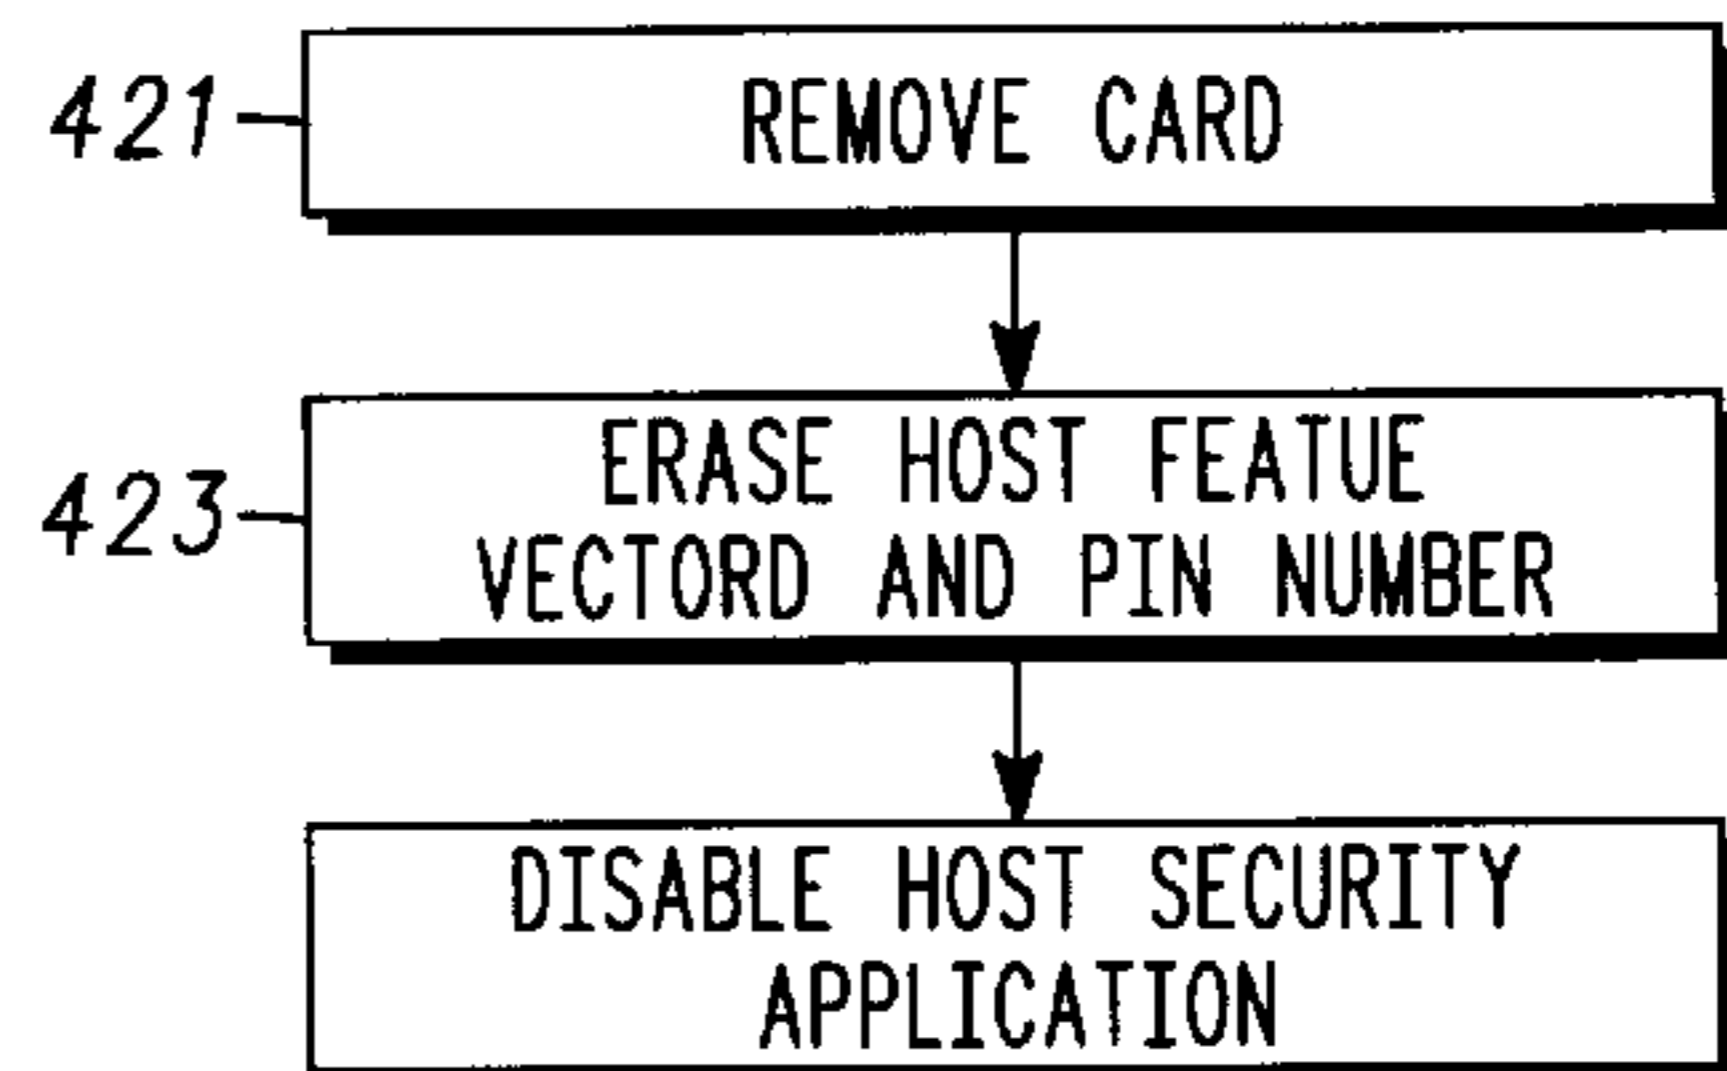 421 REMOVE CARD
ERASE HOST FEATUE
423 VECTORD AND PIN NUMBER
DISABLE HOST SECURITY
APPLICATION